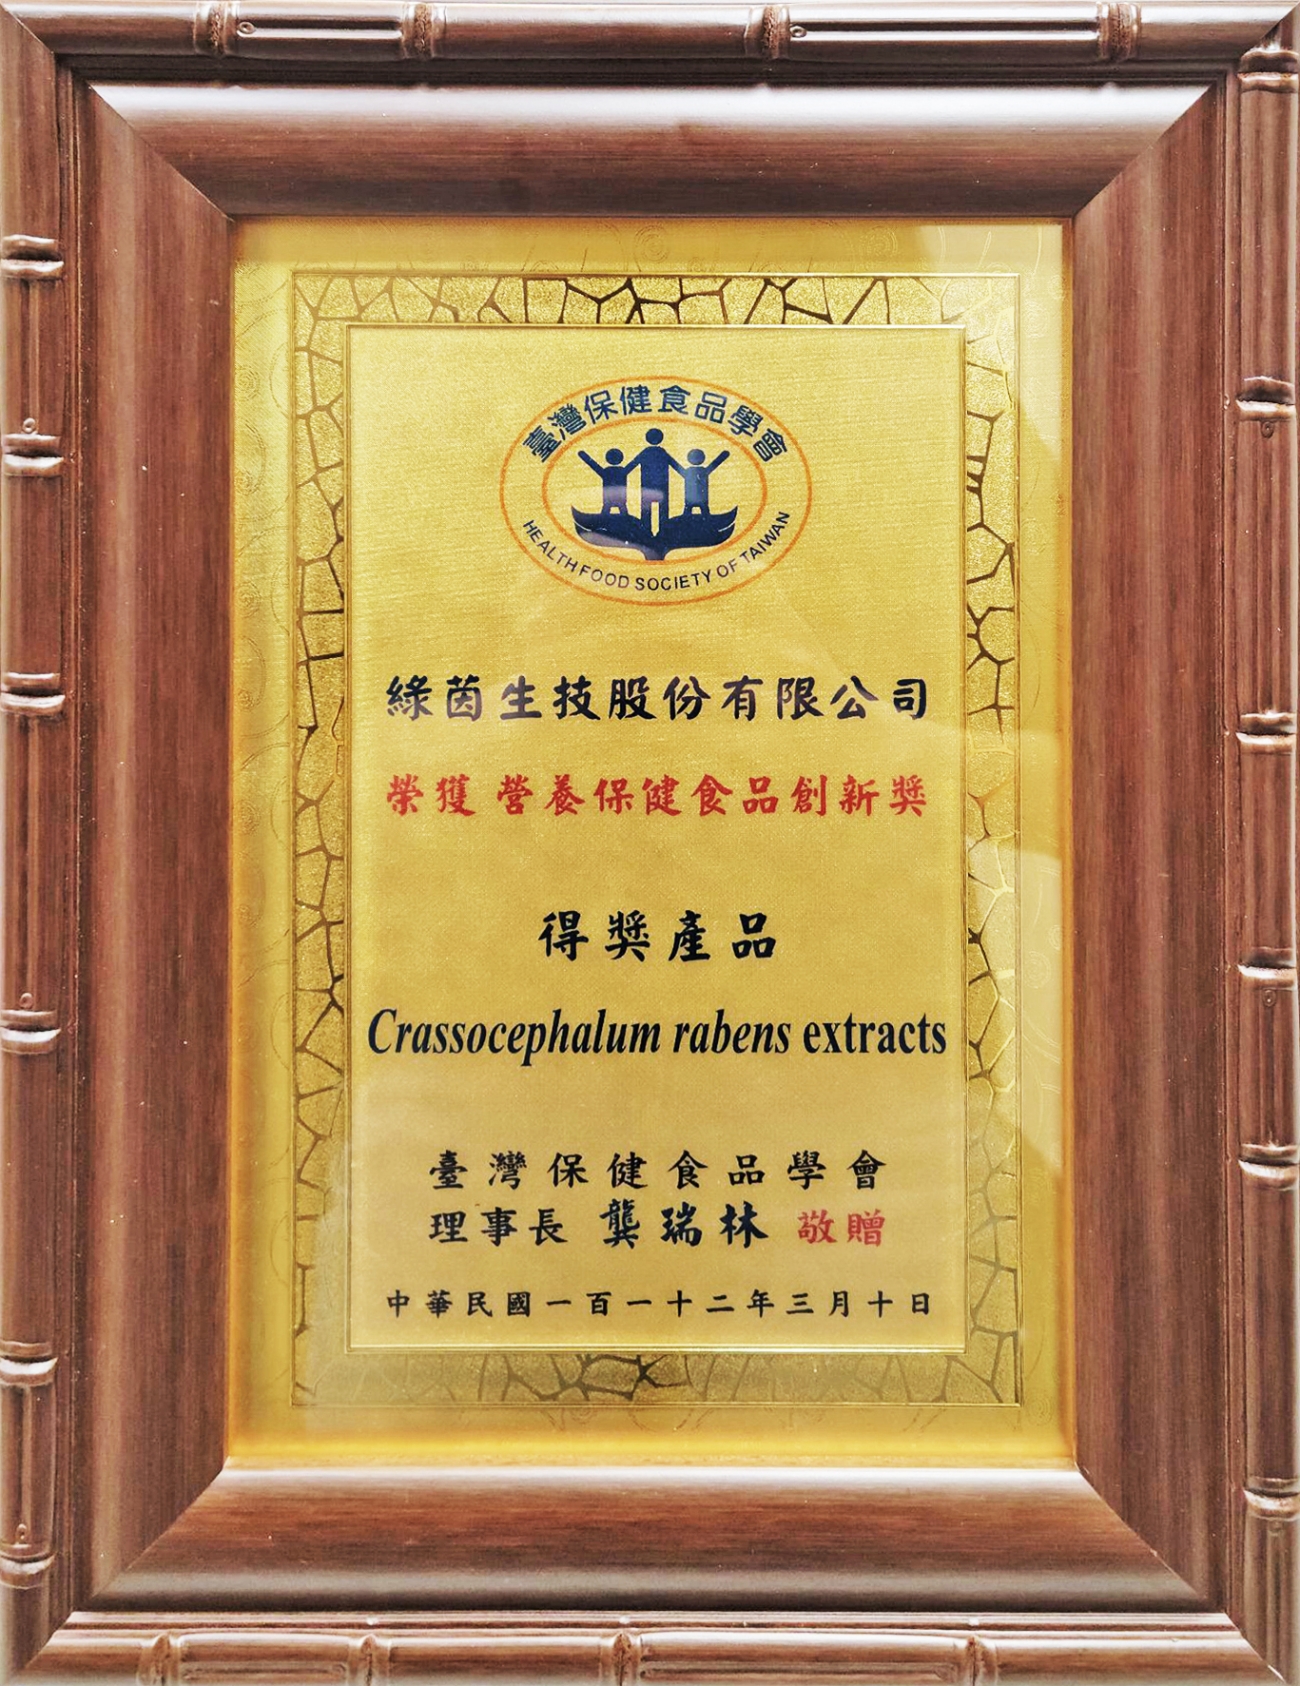 臺灣保健食品學會
HEALTH FOOD SOCIETY OF TAIWAN
綠茵生技股份有限公司
榮獲 營養保健食品創新獎
得獎產品
Crassocephalum rabens extracts
臺灣保健食品學會
理事長 龔瑞林 敬贈
中華民國一百一十二年三月十日